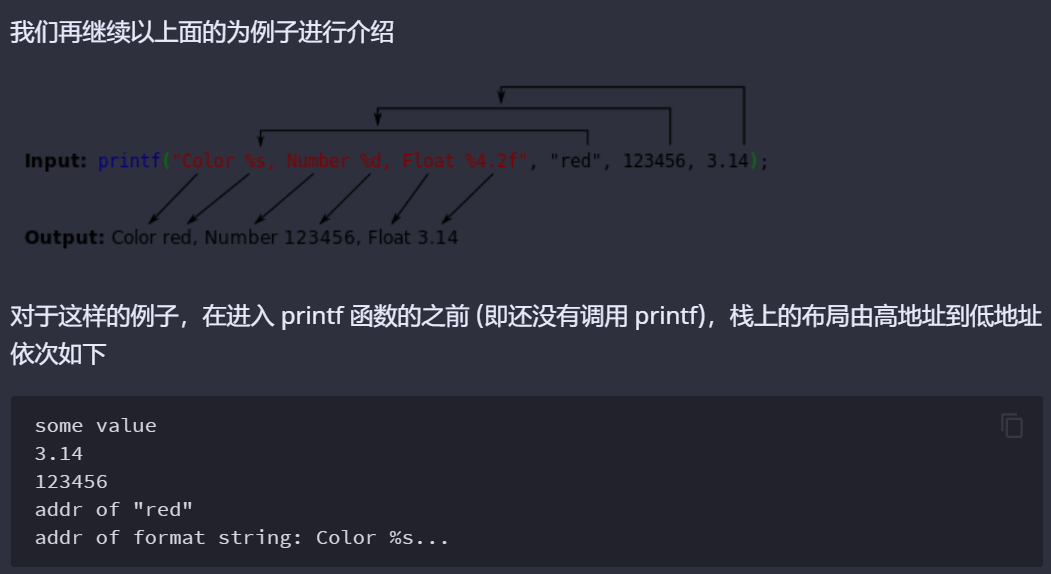 我们再继续以上面的为例子进行介绍
Input: printf("Color %s, Number %d, Float %4.2f", "red", 123456, 3.14);
Output: Color red, Number 123456, Float 3.14
对于这样的例子，在进入 printf 函数的之前 (即还没有调用 printf)，栈上的布局由高地址到低地址
依次如下
some value
3.14
123456
addr of "red"
addr of format string: Color %s...